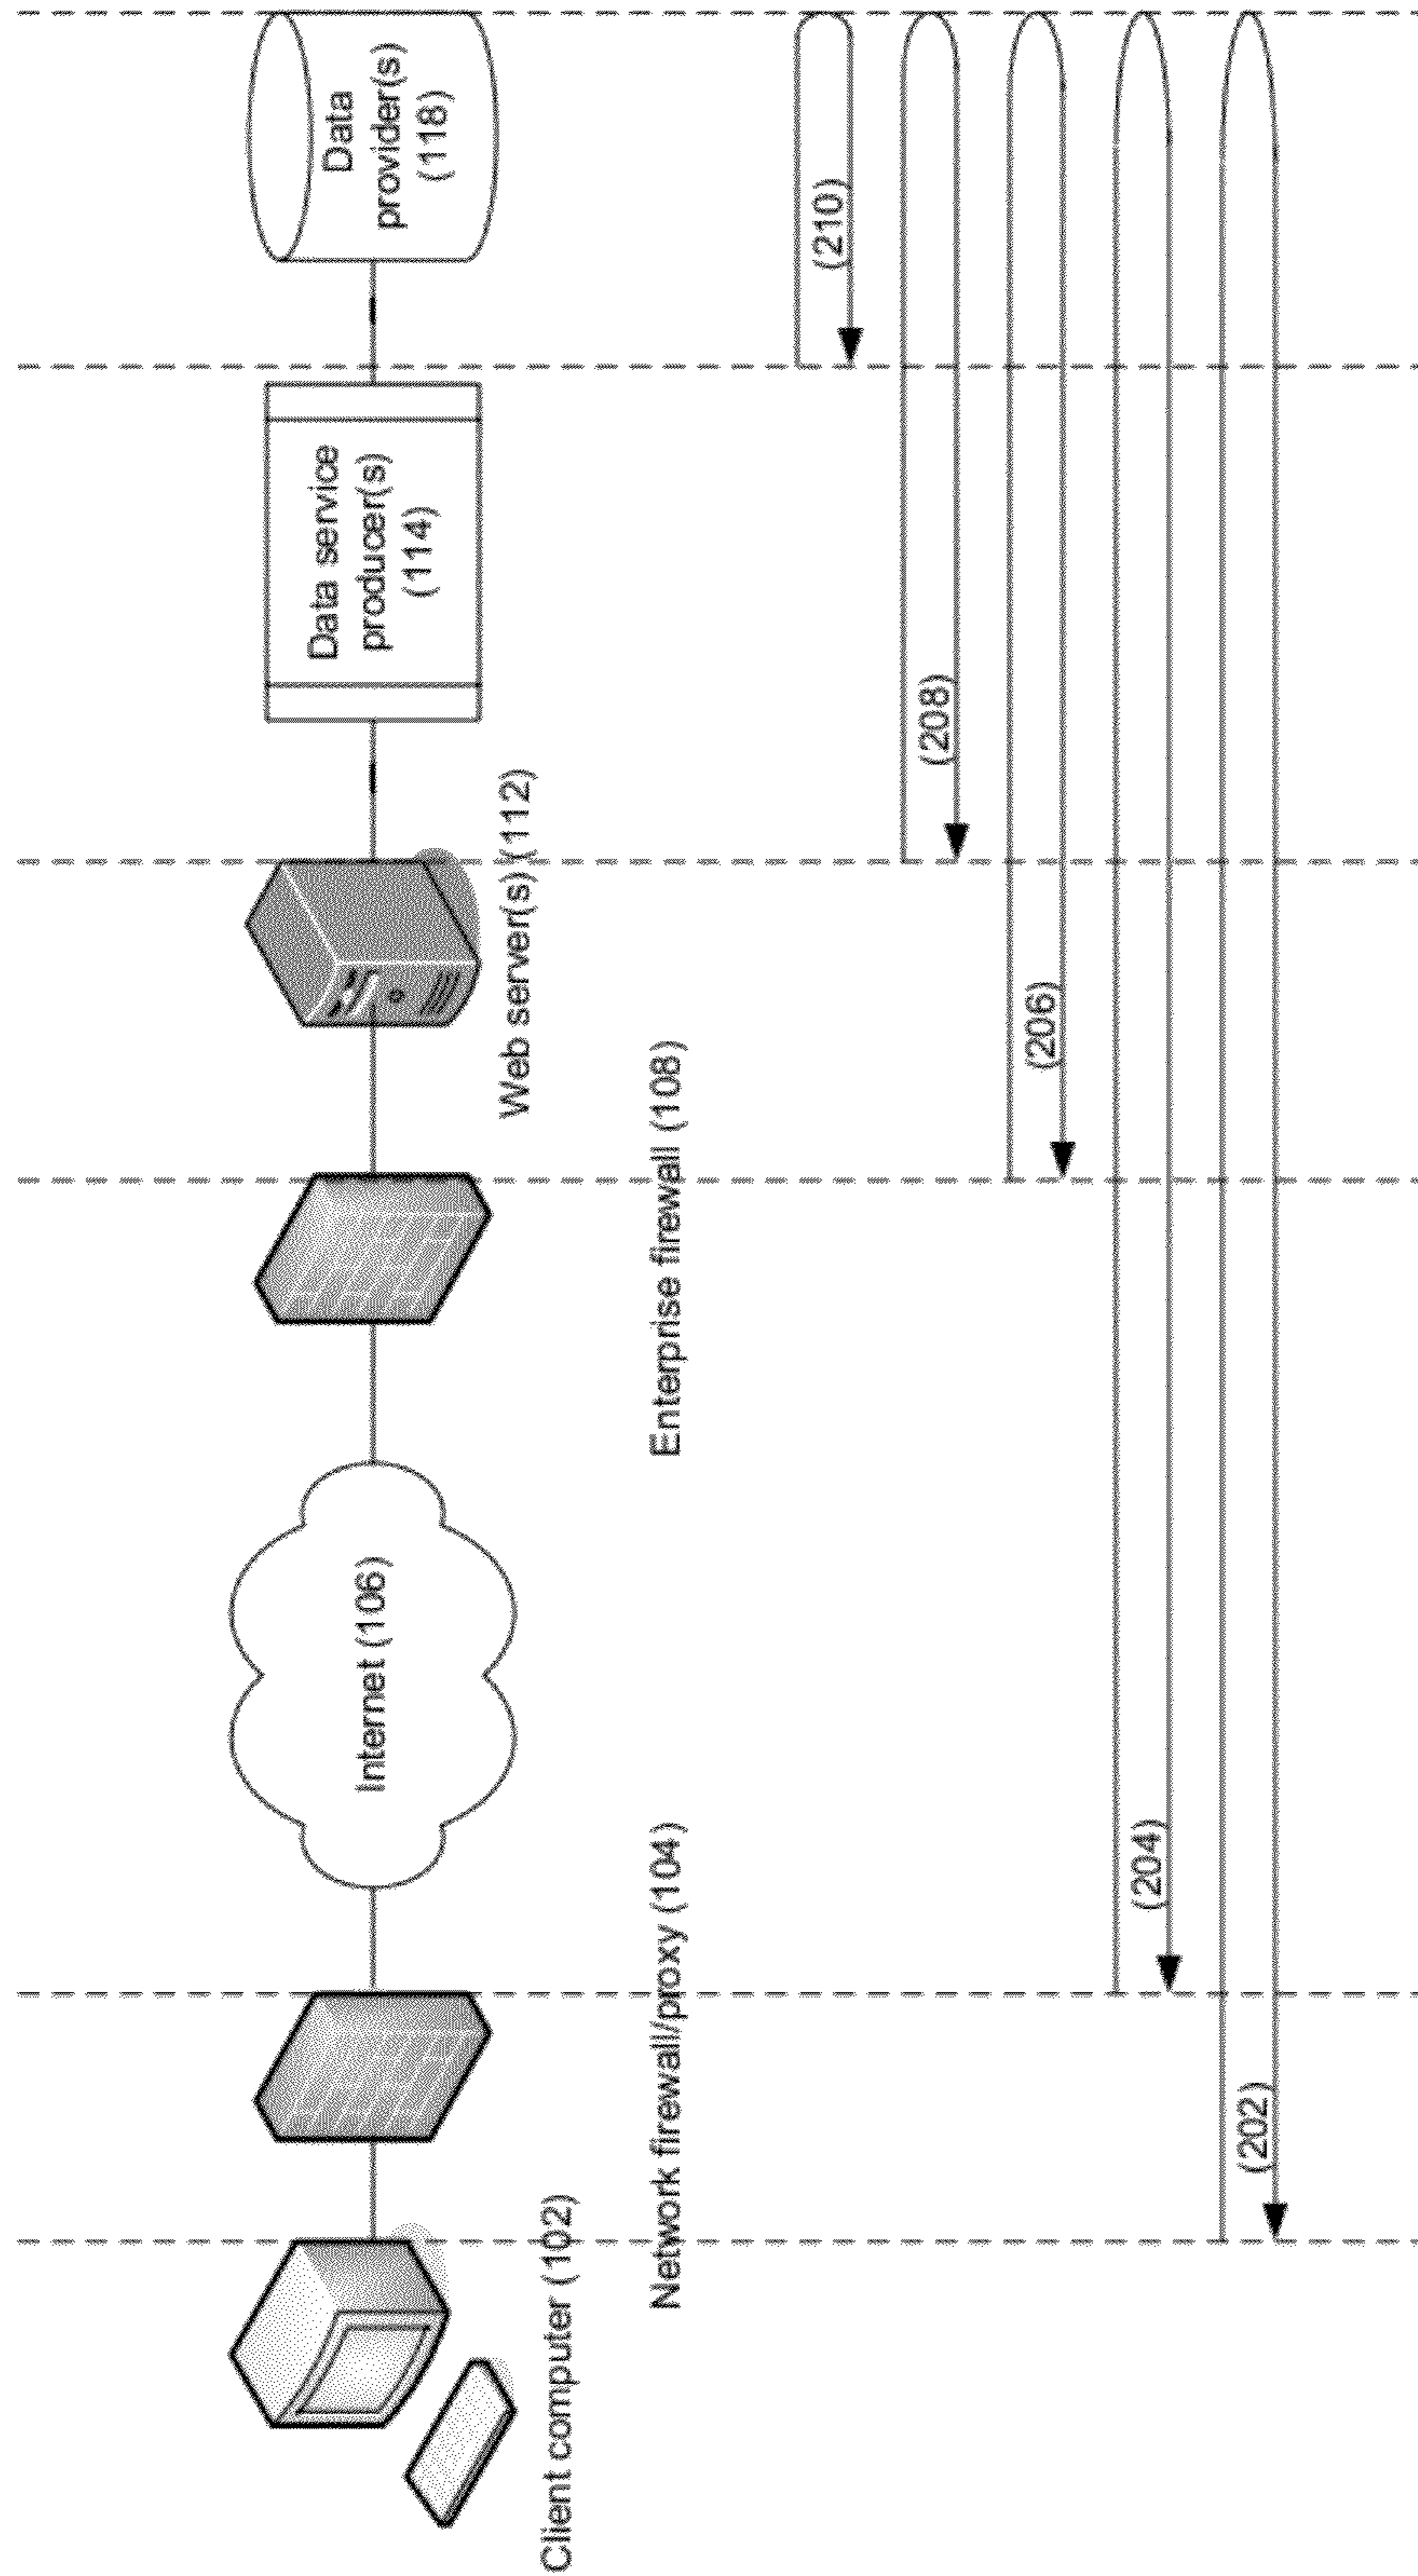 Client computer (102)
Network firewall/proxy (104)
Internet (106)
Enterprise firewall (108)
Web server(s) (112)
Data service
producer(s)
(114)
Data
provider(s)
(118)
(210)
(208)
(206)
(204)
(202)